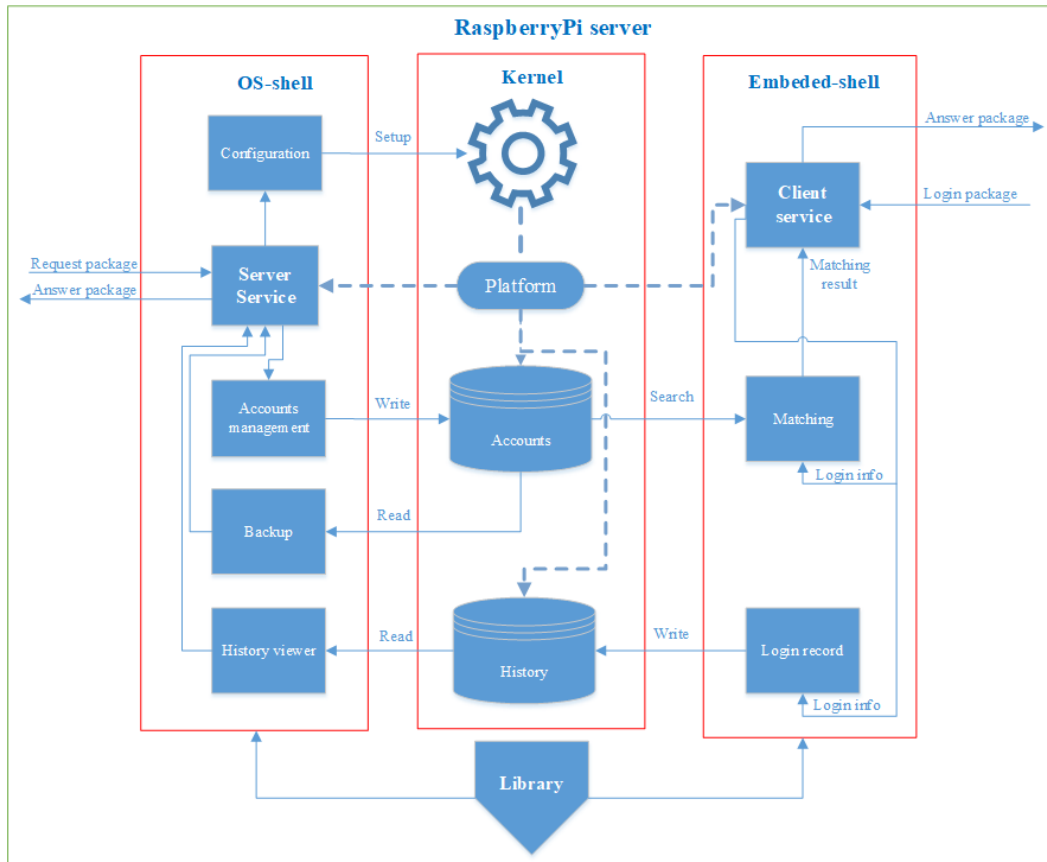 RaspberryPi server
OS-shell
Kernel
Embeded-shell
Configuration
Setup
Answer package
Client
service
Login package
Request package
Answer package
Server
Service
Platform
Matching
result
Accounts
management
Write
Accounts
Search
Matching
Login info
Backup
Read
History viewer
Read
History
Write
Login record
Login info
Library